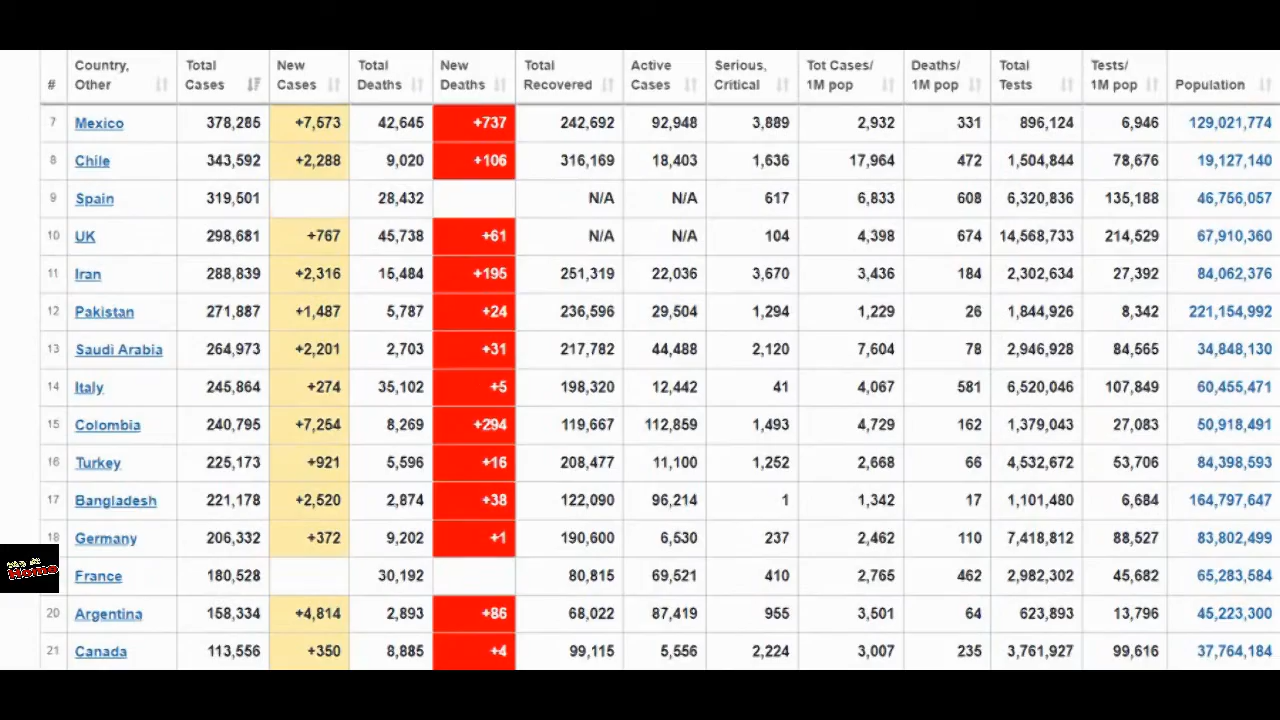 # Country, Other Total Cases New Cases Total Deaths New Deaths Total Recovered Active Cases Serious, Critical Tot Cases/ 1M pop Deaths/ 1M pop Total Tests Tests/ 1M pop Population
7 Mexico 378,285 +7,573 42,645 +737 242,692 92,948 3,889 2,932 331 896,124 6,946 129,021,774
8 Chile 343,592 +2,288 9,020 +106 316,169 18,403 1,636 17,964 472 1,504,844 78,676 19,127,140
9 Spain 319,501 28,432 N/A N/A 617 6,833 608 6,320,836 135,188 46,756,057
10 UK 298,681 +767 45,738 +61 N/A N/A 104 4,398 674 14,568,733 214,529 67,910,360
11 Iran 288,839 +2,316 15,484 +195 251,319 22,036 3,670 3,436 184 2,302,634 27,392 84,062,376
12 Pakistan 271,887 +1,487 5,787 +24 236,596 29,504 1,294 1,229 26 1,844,926 8,342 221,154,992
13 Saudi Arabia 264,973 +2,201 2,703 +31 217,782 44,488 2,120 7,604 78 2,946,928 84,565 34,848,130
14 Italy 245,864 +274 35,102 +5 198,320 12,442 41 4,067 581 6,520,046 107,849 60,455,471
15 Colombia 240,795 +7,254 8,269 +294 119,667 112,859 1,493 4,729 162 1,379,043 27,083 50,918,491
16 Turkey 225,173 +921 5,596 +16 208,477 11,100 1,252 2,668 66 4,532,672 53,706 84,398,593
17 Bangladesh 221,178 +2,520 2,874 +38 122,090 96,214 1 1,342 17 1,101,480 6,684 164,797,647
18 Germany 206,332 +372 9,202 +1 190,600 6,530 237 2,462 110 7,418,812 88,527 83,802,499
France 180,528 30,192 80,815 69,521 410 2,765 462 2,982,302 45,682 65,283,584
20 Argentina 158,334 +4,814 2,893 +86 68,022 87,419 955 3,501 64 623,893 13,796 45,223,300
21 Canada 113,556 +350 8,885 +4 99,115 5,556 2,224 3,007 235 3,761,927 99,616 37,764,184
Home